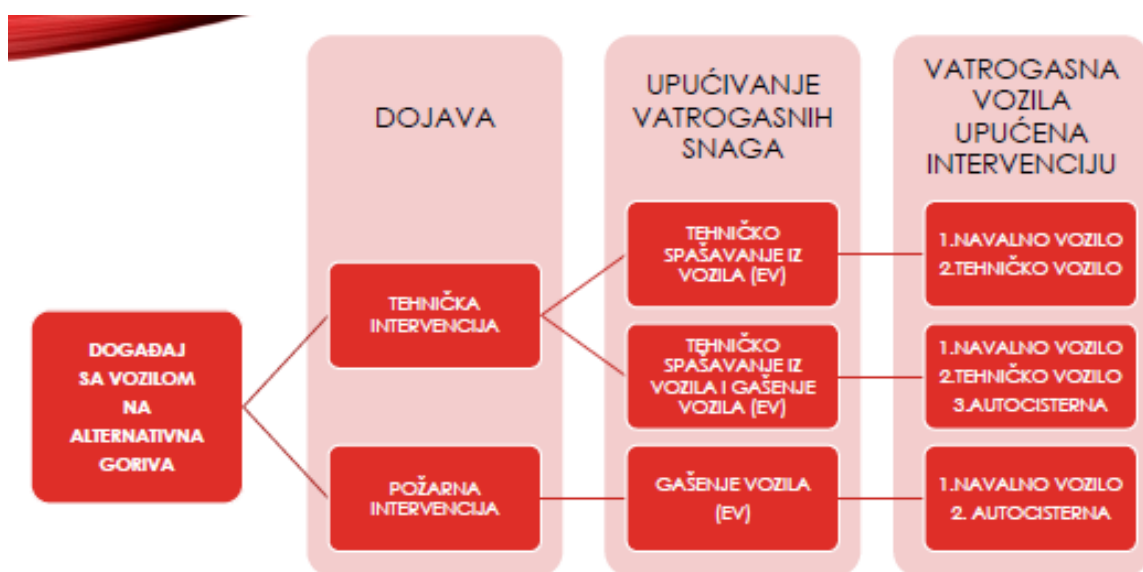 DOJAVA
UPUĆIVANJE
VATROGASNIH
SNAGA
VATROGASNA
VOZILA
UPUĆENA
INTERVENCIJU
DOGAĐAJ
SA VOZILOM
NA
ALTERNATIVNA
GORIVA
TEHNIČKA
INTERVENCIJA
POŽARNA
INTERVENCIJA
TEHNIČKO
SPAŠAVANJE IZ
VOZILA (EV)
TEHNIČKO
SPAŠAVANJE IZ
VOZILA I GAŠENJE
VOZILA (EV)
GAŠENJE VOZILA
(EV)
1.NAVALNO VOZILO
2.TEHNIČKO VOZILO
1.NAVALNO VOZILO
2.TEHNIČKO VOZILO
3.AUTOCISTERNA
1.NAVALNO VOZILO
2. AUTOCISTERNA